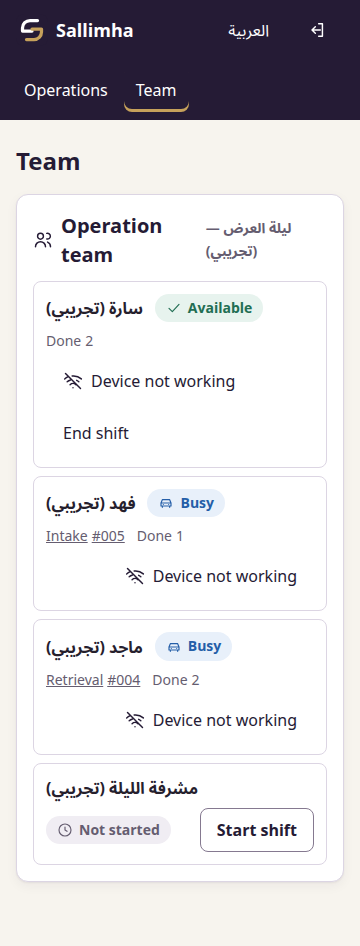 Sallimha
العربية
Operations
Team
Team
Operation team
ليلة العرض — (تجريبي)
سارة (تجريبي)
Available
Done 2
Device not working
End shift
فهد (تجريبي)
Busy
Intake #005 Done 1
Device not working
ماجد (تجريبي)
Busy
Retrieval #004 Done 2
Device not working
مشرفة الليلة (تجريبي)
Not started
Start shift